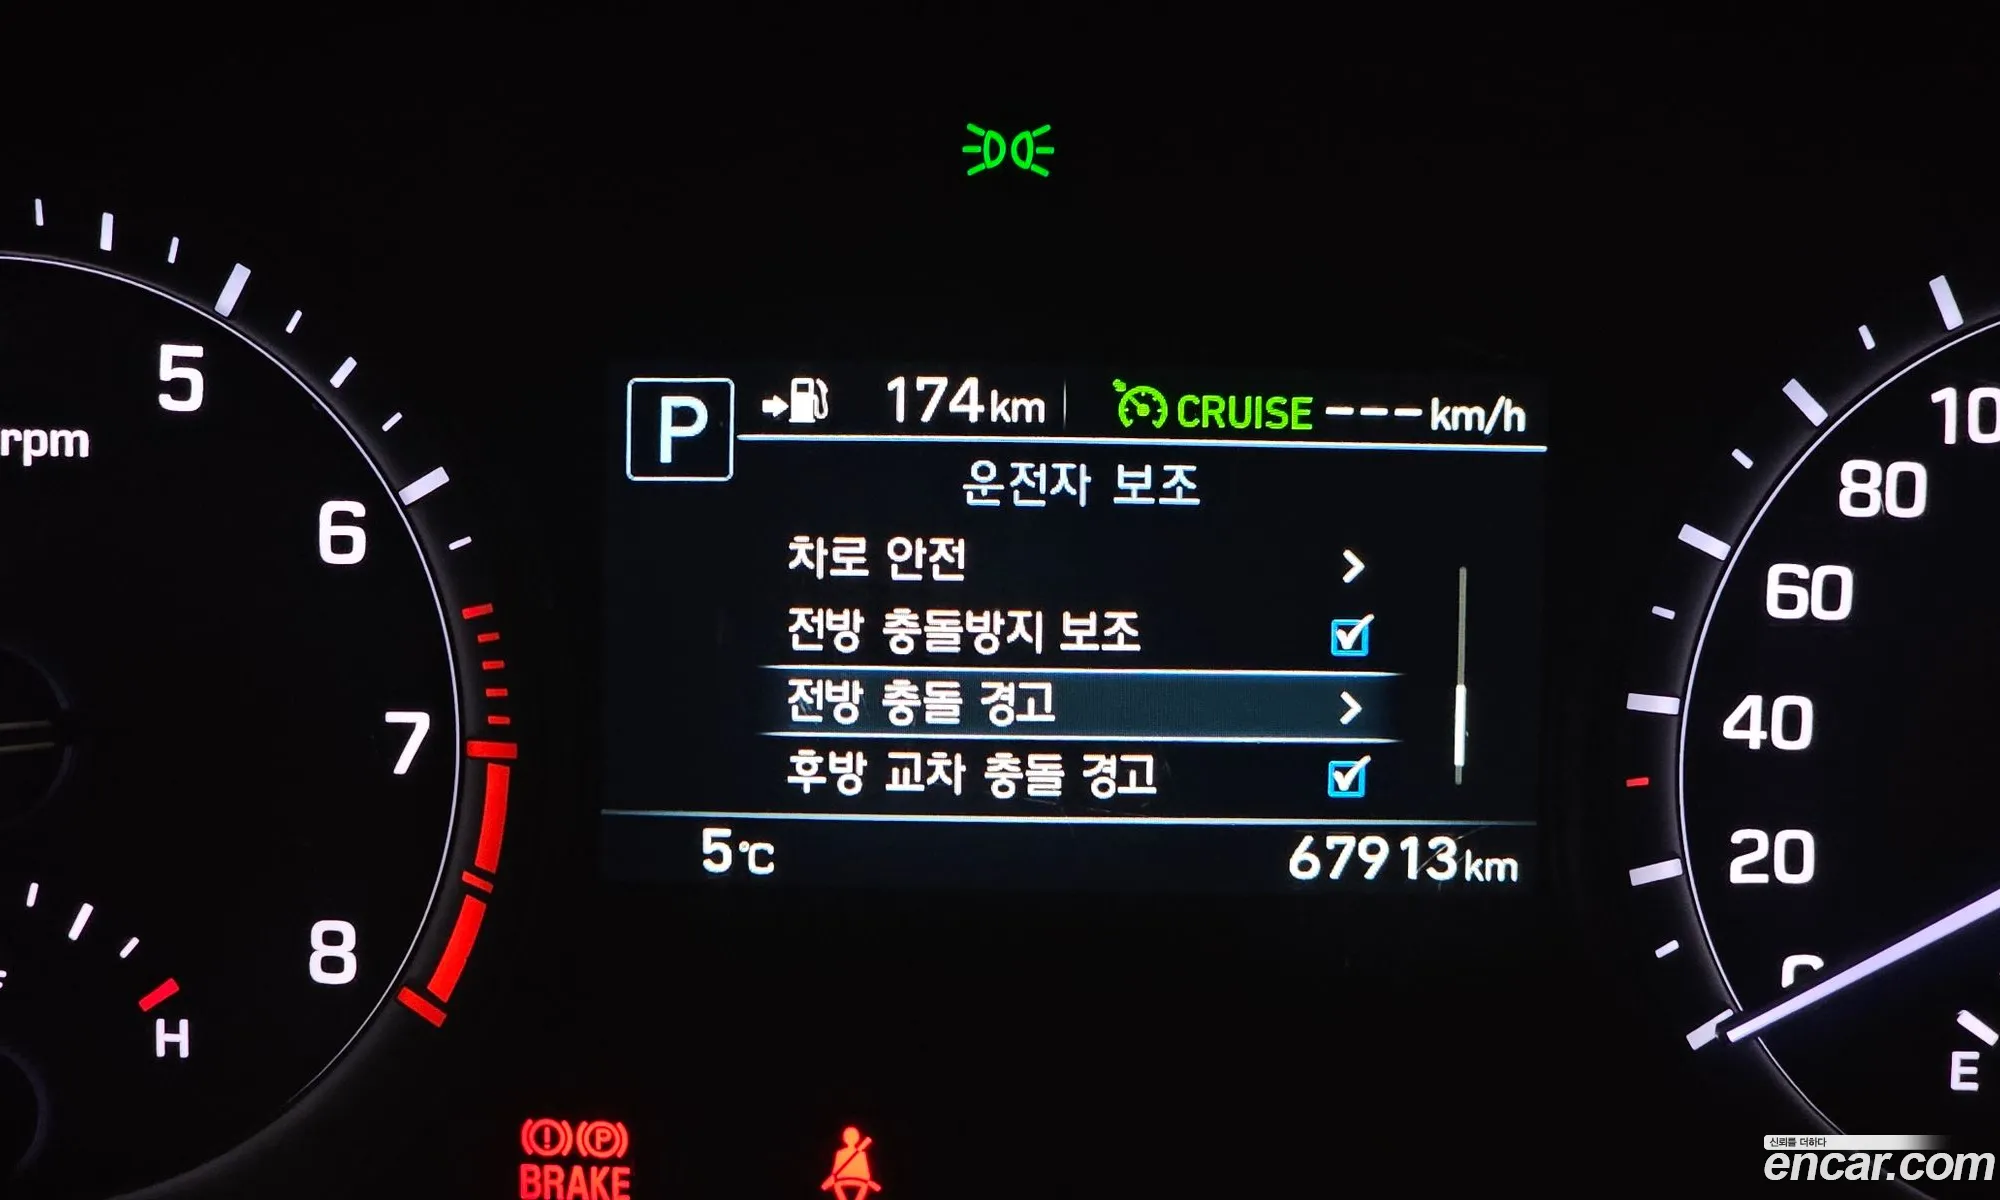 5
rpm
6
7
8
H
P
174km
CRUISE ---km/h
운전자 보조
차로 안전
전방 충돌방지 보조
전방 충돌 경고
후방 교차 충돌 경고
5℃
67913km
80
60
40
20
E
P
BRAKE
신뢰를 더하다
encar.com